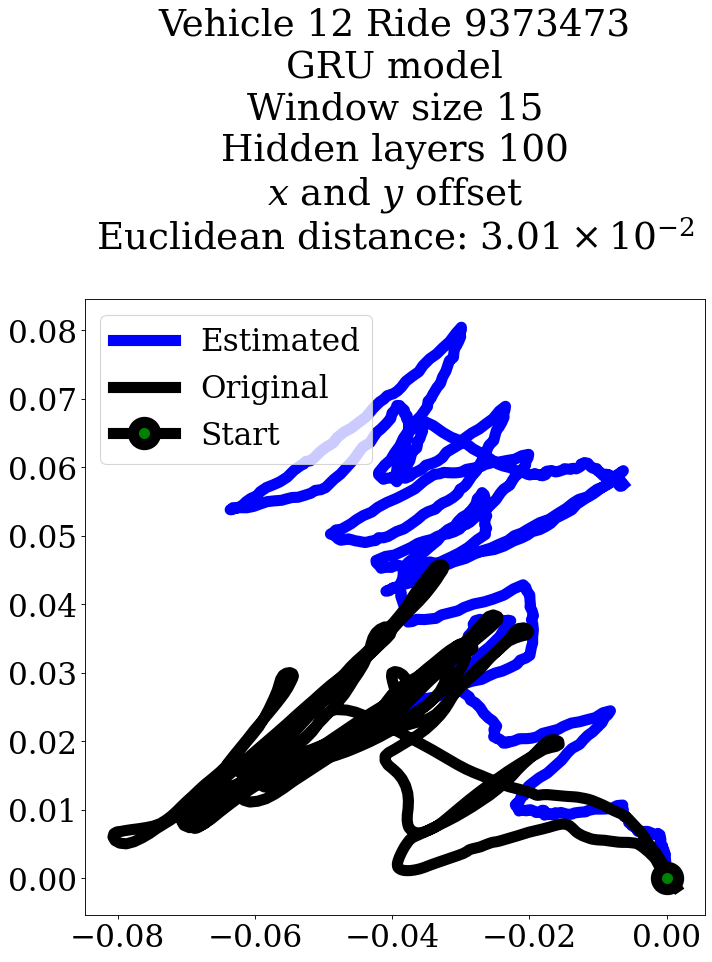 Vehicle 12 Ride 9373473
GRU model
Window size 15
Hidden layers 100
x and y offset
Euclidean distance: 3.01 × 10⁻²
Estimated
Original
Start
0.08
0.07
0.06
0.05
0.04
0.03
0.02
0.01
0.00
−0.08 −0.06 −0.04 −0.02 0.00